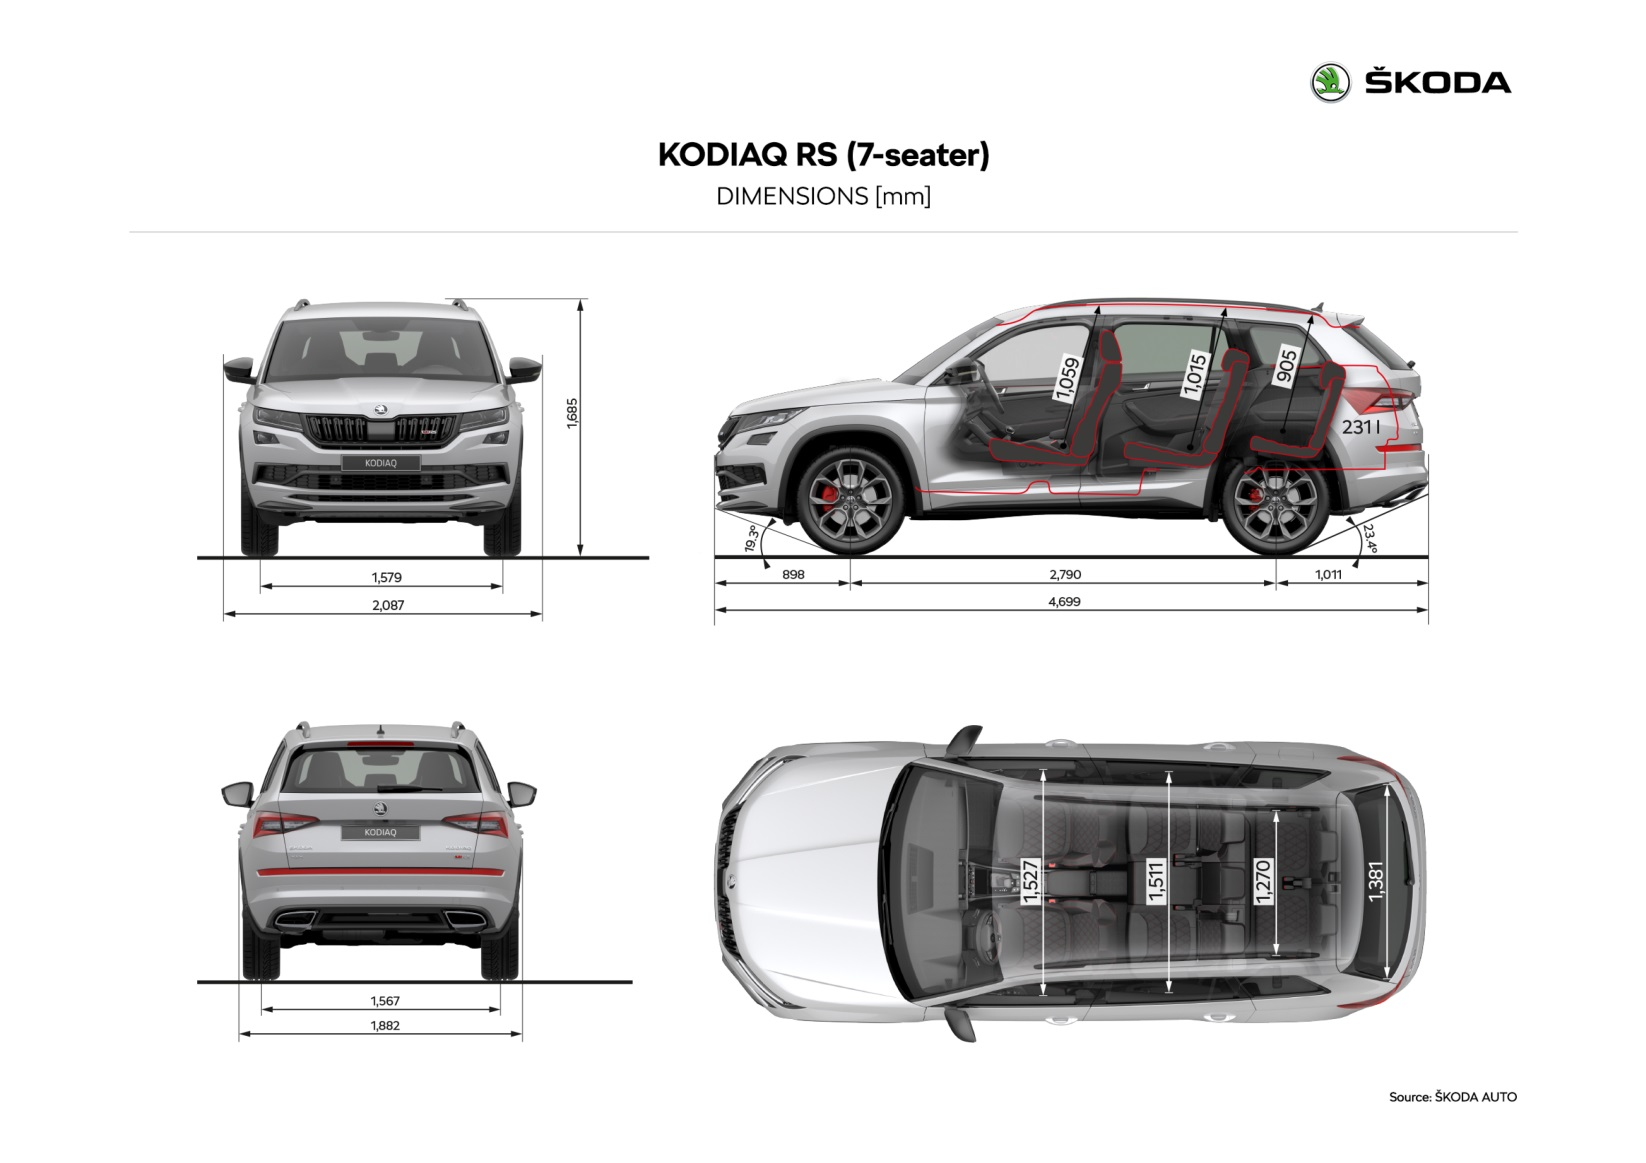 ŠKODA
KODIAQ RS (7-seater)
DIMENSIONS [mm]
1,685
KODIAQ
1,579
2,087
1,059
1,015
905
231 l
19.3°
23.4°
898
2,790
1,011
4,699
KODIAQ
1,567
1,882
1,527
1,511
1,270
1,381
Source: ŠKODA AUTO